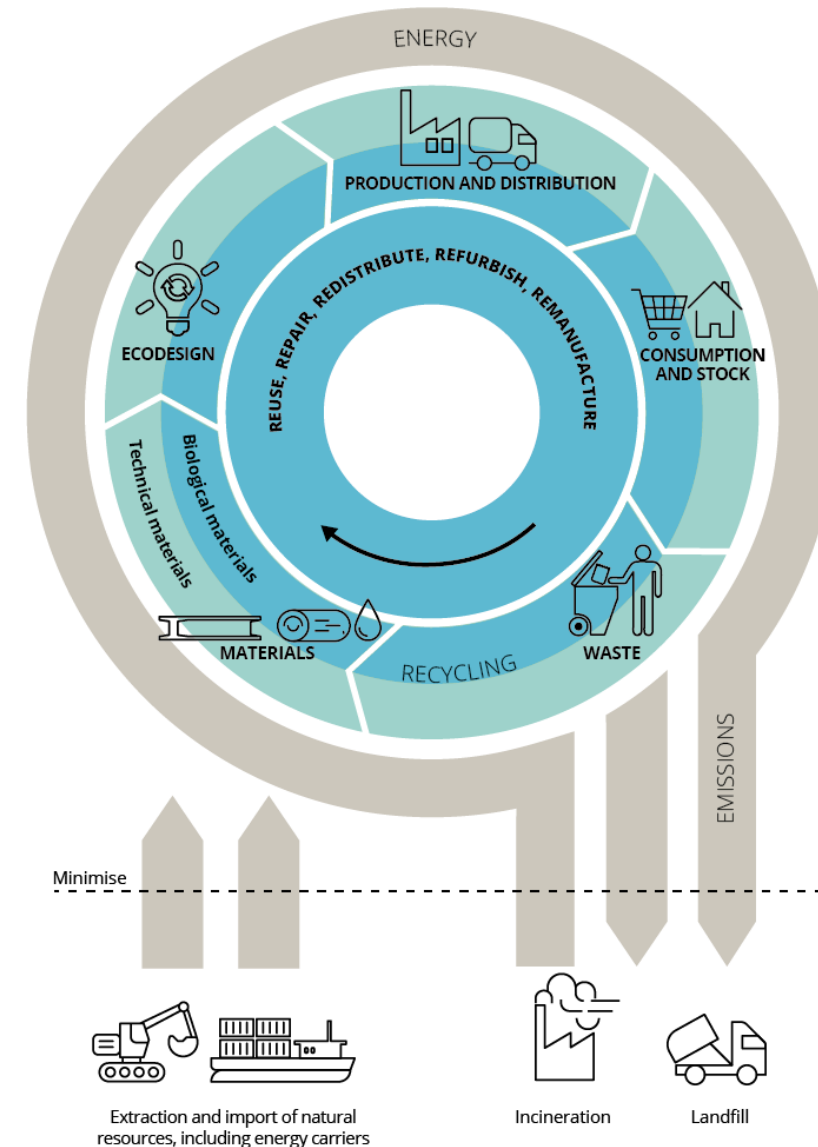 ENERGY
PRODUCTION AND DISTRIBUTION
REUSE, REPAIR, REDISTRIBUTE, REFURBISH, REMANUFACTURE
ECODESIGN
CONSUMPTION
AND STOCK
Technical materials
Biological materials
MATERIALS
RECYCLING
WASTE
EMISSIONS
Minimise
Extraction and import of natural
resources, including energy carriers
Incineration
Landfill